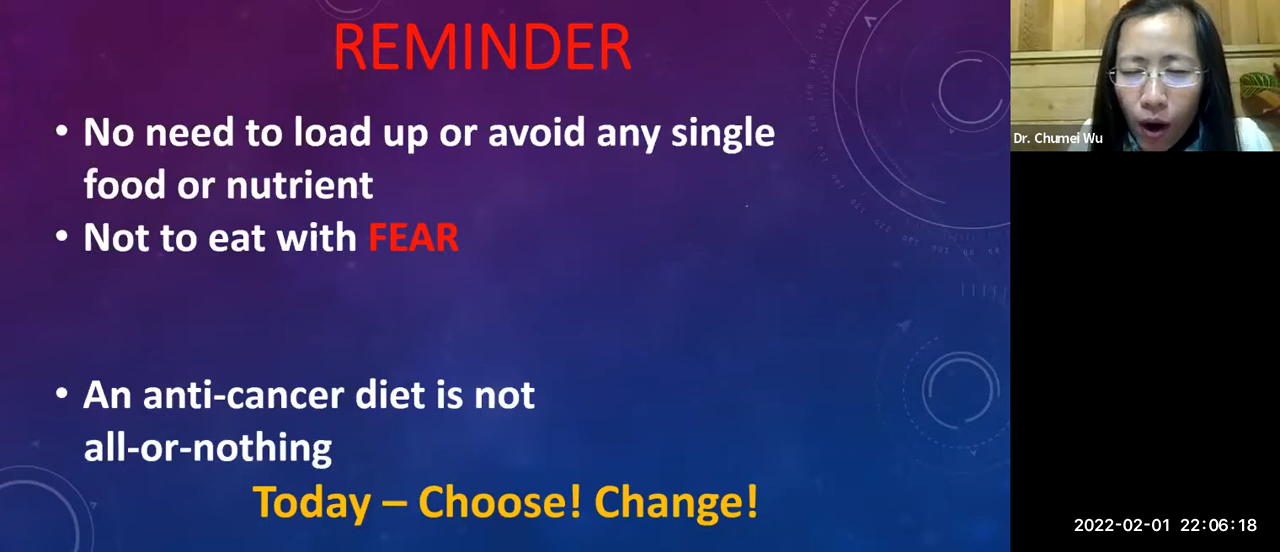 REMINDER
• No need to load up or avoid any single
food or nutrient
• Not to eat with FEAR
• An anti-cancer diet is not
all-or-nothing
Today – Choose! Change!
Dr. Chumei Wu
2022-02-01 22:06:18